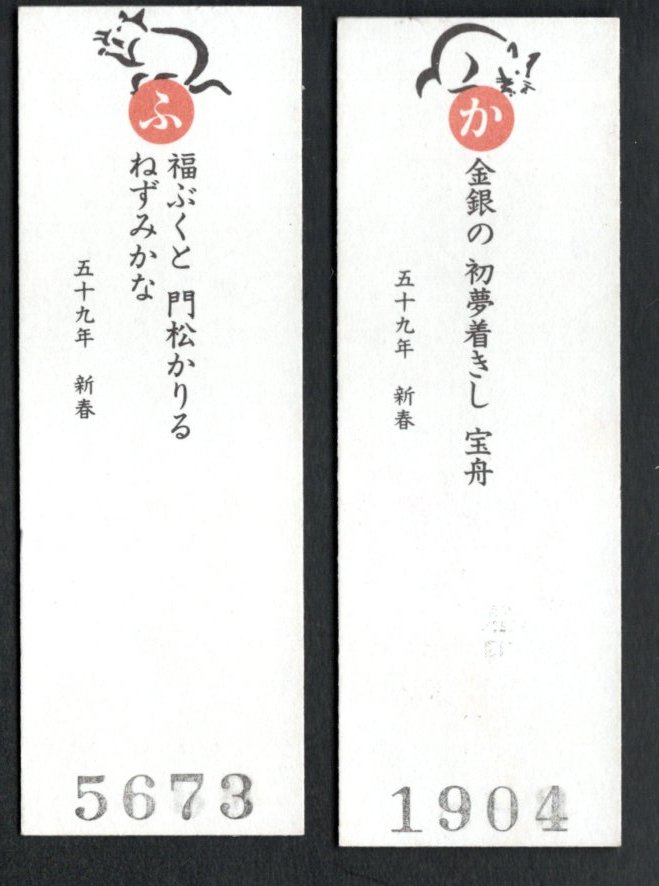 ふ
福ぶくと 門松かりる
ねずみかな
五十九年 新春
5673
か
金銀の 初夢着きし 宝舟
五十九年 新春
1904